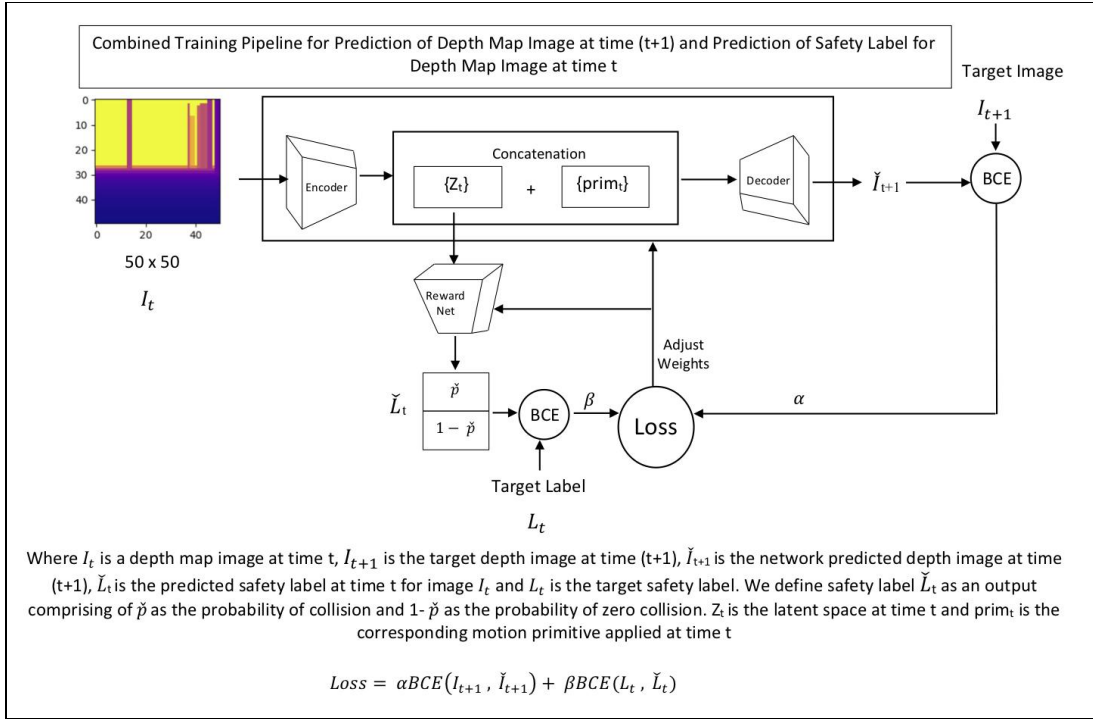 Combined Training Pipeline for Prediction of Depth Map Image at time (t+1) and Prediction of Safety Label for
Depth Map Image at time t
Target Image
I_{t+1}
0
10
20
30
40
0 20 40
50 x 50
I_t
Encoder
Concatenation
{Z_t} + {prim_t}
Decoder
Ǐ_{t+1}
BCE
Reward
Net
Adjust
Weights
Ľ_t
p̌
1 − p̌
BCE
β
Loss
α
Target Label
L_t
Where I_t is a depth map image at time t, I_{t+1} is the target depth image at time (t+1), Ǐ_{t+1} is the network predicted depth image at time
(t+1), Ľ_t is the predicted safety label at time t for image I_t and L_t is the target safety label. We define safety label Ľ_t as an output
comprising of p̌ as the probability of collision and 1- p̌ as the probability of zero collision. Z_t is the latent space at time t and prim_t is the
corresponding motion primitive applied at time t
Loss = αBCE(I_{t+1} , Ǐ_{t+1}) + βBCE(L_t , Ľ_t)